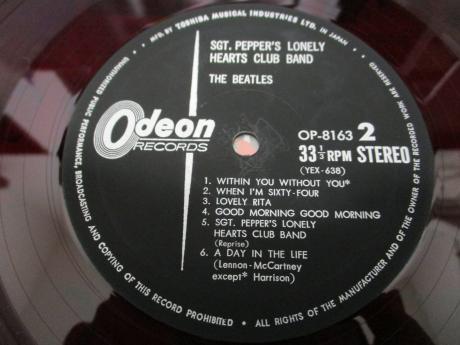 MFG. BY TOSHIBA MUSICAL INDUSTRIES LTD. IN JAPAN
SGT. PEPPER'S LONELY
HEARTS CLUB BAND
THE BEATLES
Odeon
RECORDS
OP-8163 2
33 1/3 RPM STEREO
(YEX-638)
1. WITHIN YOU WITHOUT YOU*
2. WHEN I'M SIXTY-FOUR
3. LOVELY RITA
4. GOOD MORNING GOOD MORNING
5. SGT. PEPPER'S LONELY
HEARTS CLUB BAND
(Reprise)
6. A DAY IN THE LIFE
(Lennon-McCartney
except* Harrison)
UNAUTHORIZED PUBLIC PERFORMANCE, BROADCASTING AND COPYING OF THIS RECORD PROHIBITED • ALL RIGHTS OF THE MANUFACTURER AND OF THE OWNER OF THE RECORDED WORK ARE RESERVED